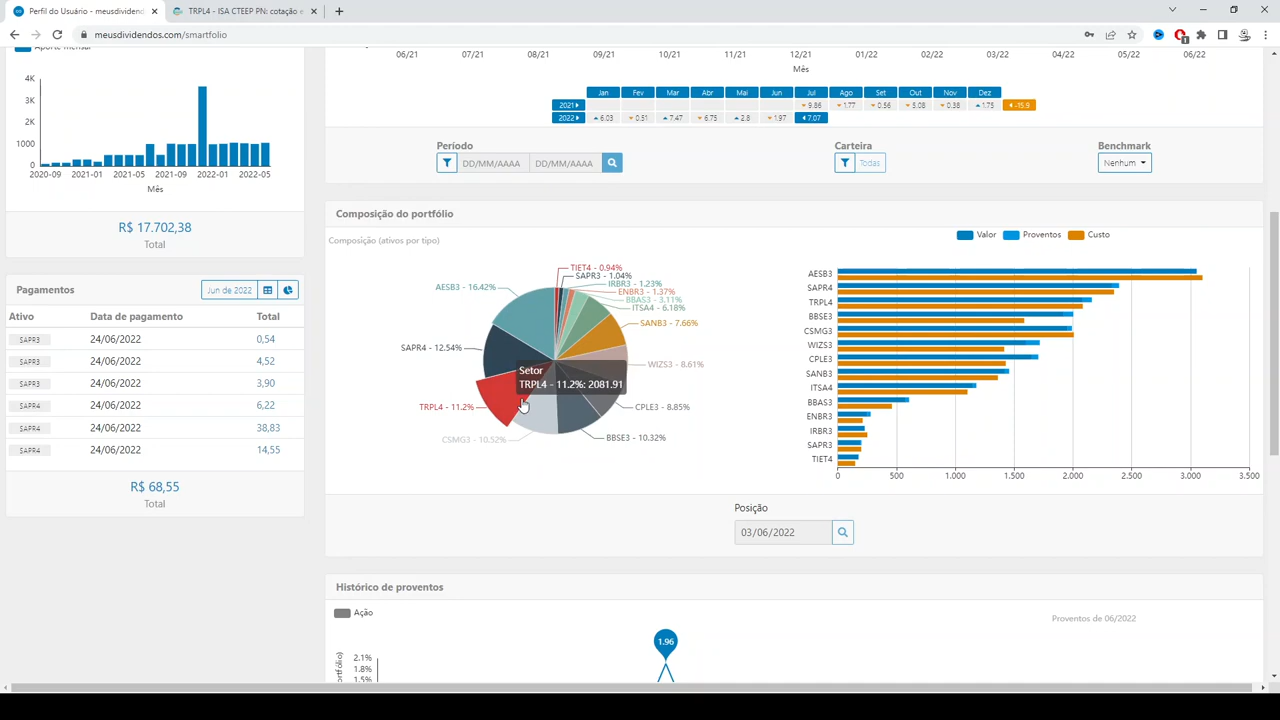 Perfil do Usuário - meusdividendos
TRPL4 - ISA CTEEP PN: cotação e
meusdividendos.com/smartfolio
Aporte mensal
4K
3K
2K
1000
0
2020-09 2021-01 2021-05 2021-09 2022-01 2022-05
Mês
R$ 17.702,38
Total
Pagamentos
Jun de 2022
Ativo Data de pagamento Total
SAPR3 24/06/2022 0,54
SAPR3 24/06/2022 4,52
SAPR3 24/06/2022 3,90
SAPR4 24/06/2022 6,22
SAPR4 24/06/2022 38,83
SAPR4 24/06/2022 14,55
R$ 68,55
Total
06/21 07/21 08/21 09/21 10/21 11/21 12/21 01/22 02/22 03/22 04/22 05/22 06/22
Mês
Jan Fev Mar Abr Mai Jun Jul Ago Set Out Nov Dez
2021 9.86 1.77 0.56 5.08 0.38 1.75 -15.9
2022 6.03 0.51 7.47 6.75 2.8 1.97 7.07
Período
DD/MM/AAAA DD/MM/AAAA
Carteira
Todas
Benchmark
Nenhum
Composição do portfólio
Composição (ativos por tipo)
Valor Proventos Custo
TIET4 - 0.94%
SAPR3 - 1.04%
IRBR3 - 1.23%
ENBR3 - 1.37%
BBAS3 - 3.11%
ITSA4 - 6.18%
SANB3 - 7.66%
WIZS3 - 8.61%
CPLE3 - 8.85%
BBSE3 - 10.32%
CSMG3 - 10.52%
TRPL4 - 11.2%
SAPR4 - 12.54%
AESB3 - 16.42%
Setor
TRPL4 - 11.2%: 2081.91
AESB3
SAPR4
TRPL4
BBSE3
CSMG3
WIZS3
CPLE3
SANB3
ITSA4
BBAS3
ENBR3
IRBR3
SAPR3
TIET4
0 500 1.000 1.500 2.000 2.500 3.000 3.500
Posição
03/06/2022
Histórico de proventos
Ação
Proventos de 06/2022
1.96
2.1%
1.8%
1.5%